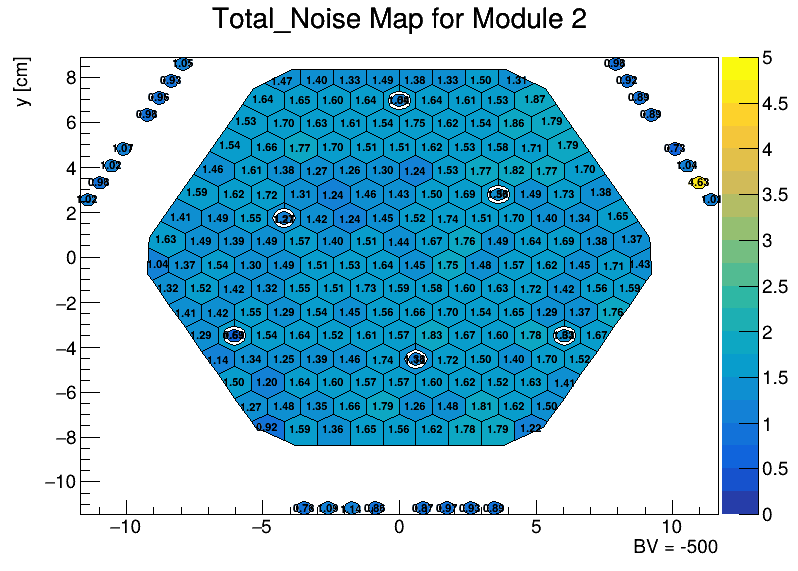 Total_Noise Map for Module 2
y [cm]
1.05 0.98
8 1.47 1.40 1.33 1.49 1.38 1.33 1.50 1.31 5
0.93 0.92
1.64 1.65 1.60 1.64 1.64 1.61 1.53 1.87 4.5
0.95 0.89
0.98 0.89
6 1.53 1.70 1.63 1.61 1.71 1.62 1.58 1.54 1.86 1.79
4
1.07 1.54 1.66 1.77 1.70 1.51 1.51 1.62 1.53 1.58 1.71 1.79 0.73
4 1.02 1.46 1.61 1.38 1.27 1.26 1.30 1.24 1.53 1.77 1.82 1.77 1.70 1.04 3.5
0.98 4.63
1.02 1.59 1.62 1.72 1.31 1.24 1.46 1.43 1.50 1.69 1.49 1.73 1.38 1.01
3
2 1.41 1.49 1.55 1.42 1.24 1.45 1.52 1.74 1.51 1.70 1.40 1.34 1.65
1.63 1.49 1.39 1.49 1.67 1.51 1.44 1.67 1.76 1.49 1.64 1.69 1.38 1.37 2.5
0 1.04 1.37 1.54 1.30 1.49 1.51 1.53 1.64 1.45 1.75 1.48 1.57 1.62 1.45 1.71 1.43
1.32 1.52 1.42 1.32 1.55 1.51 1.73 1.59 1.66 1.70 1.55 1.59 1.72 1.42 1.56 1.59 2
−2 1.41 1.42 1.55 1.29 1.54 1.45 1.56 1.66 1.77 1.70 1.54 1.65 1.29 1.37 1.76
1.29 1.54 1.64 1.52 1.61 1.57 1.83 1.67 1.60 1.78 1.67 1.5
−4 1.14 1.34 1.25 1.39 1.46 1.74 1.72 1.50 1.40 1.70 1.52
1.50 1.20 1.54 1.64 1.60 1.57 1.60 1.62 1.52 1.63 1.41 1
−6 1.27 1.48 1.35 1.66 1.79 1.26 1.48 1.81 1.62 1.50
0.92 1.59 1.36 1.65 1.56 1.62 1.78 1.79 1.22
−8 0.5
−10
1.09 1.14 0.87 0.97 0.93 0.89 0
−10 −5 0 5 10
BV = -500